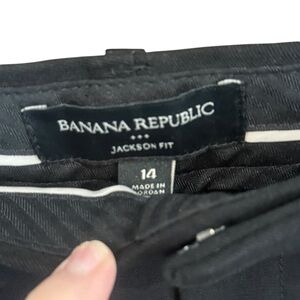 BANANA REPUBLIC
JACKSON FIT
14
MADE IN
JORDAN